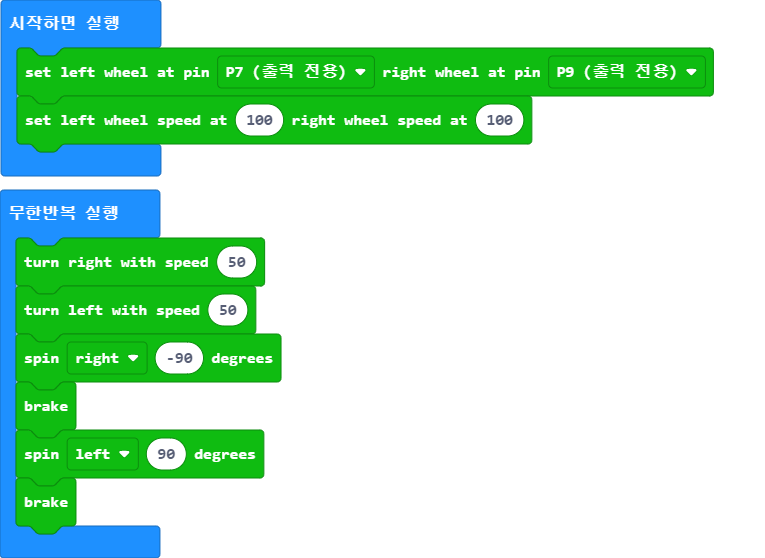 시작하면 실행
set left wheel at pin P7 (출력 전용) right wheel at pin P9 (출력 전용)
set left wheel speed at 100 right wheel speed at 100
무한반복 실행
turn right with speed 50
turn left with speed 50
spin right -90 degrees
brake
spin left 90 degrees
brake